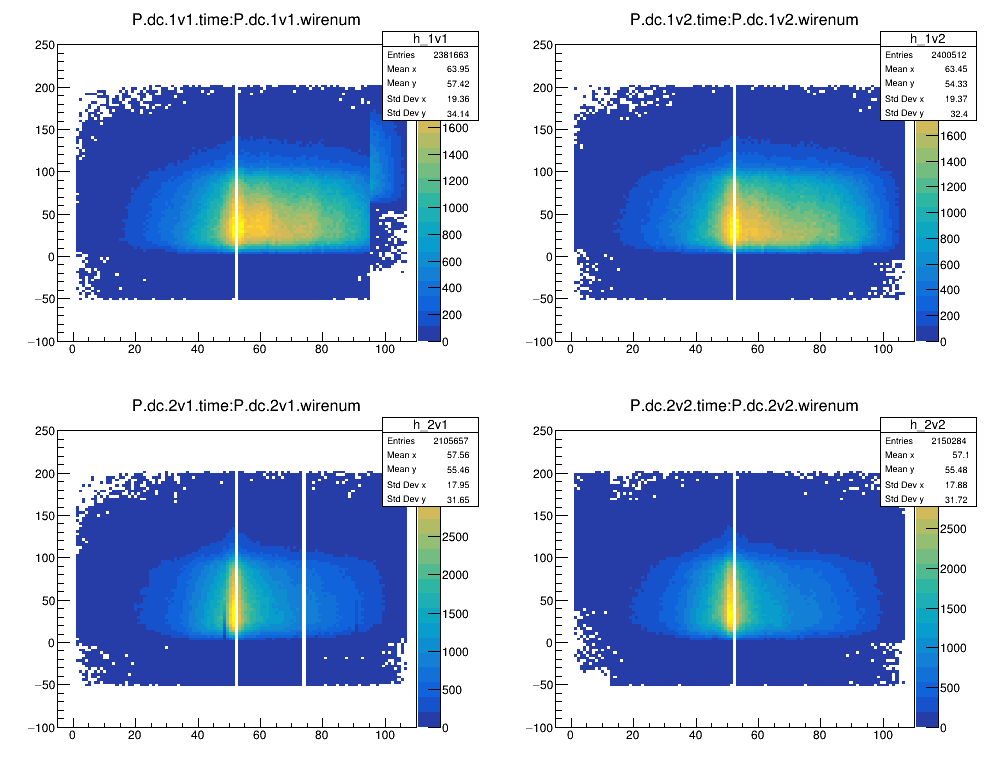 P.dc.1v1.time:P.dc.1v1.wirenum
h_1v1
Entries 2381663
Mean x 63.95
Mean y 57.42
Std Dev x 19.36
Std Dev y 34.14
250
200
150
100
50
0
−50
−100
0 20 40 60 80 100
1600
1400
1200
1000
800
600
400
200
0
P.dc.1v2.time:P.dc.1v2.wirenum
h_1v2
Entries 2400512
Mean x 63.45
Mean y 54.33
Std Dev x 19.37
Std Dev y 32.4
250
200
150
100
50
0
−50
−100
0 20 40 60 80 100
1600
1400
1200
1000
800
600
400
200
0
P.dc.2v1.time:P.dc.2v1.wirenum
h_2v1
Entries 2105657
Mean x 57.56
Mean y 55.46
Std Dev x 17.95
Std Dev y 31.65
250
200
150
100
50
0
−50
−100
0 20 40 60 80 100
2500
2000
1500
1000
500
0
P.dc.2v2.time:P.dc.2v2.wirenum
h_2v2
Entries 2150284
Mean x 57.1
Mean y 55.48
Std Dev x 17.88
Std Dev y 31.72
250
200
150
100
50
0
−50
−100
0 20 40 60 80 100
2500
2000
1500
1000
500
0